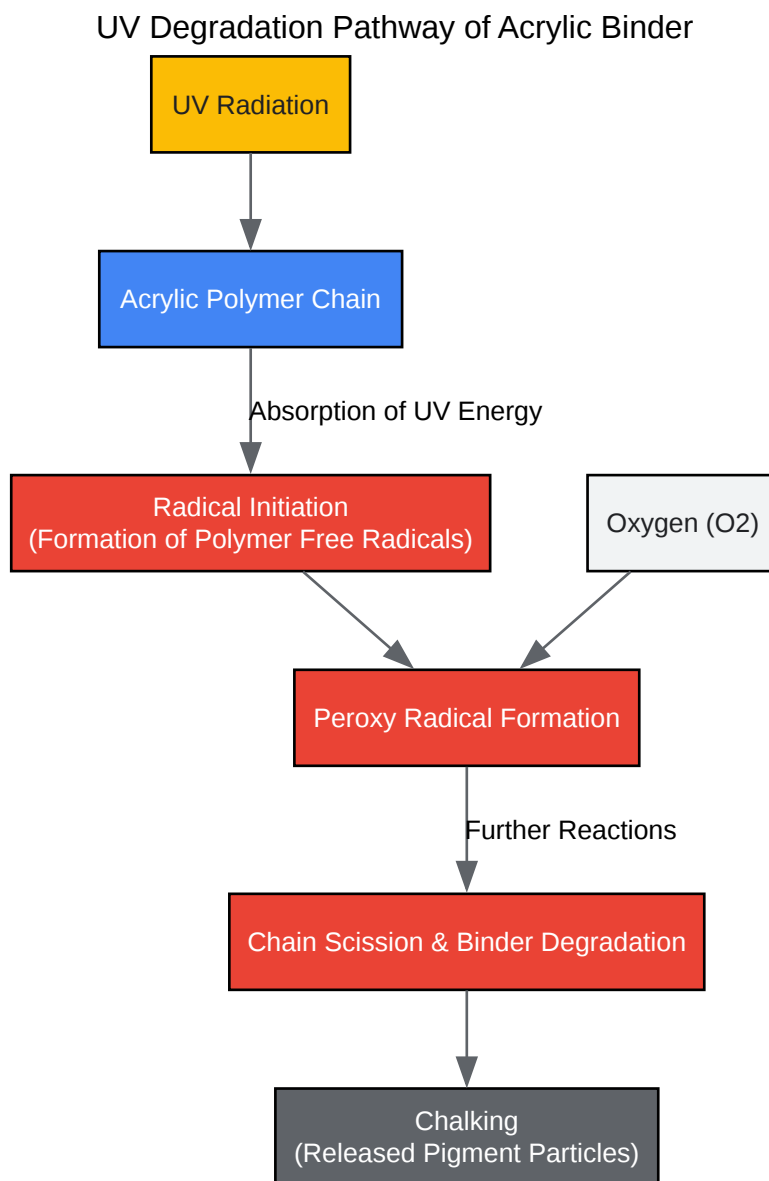 UV Degradation Pathway of Acrylic Binder
UV Radiation
Acrylic Polymer Chain
Absorption of UV Energy
Radical Initiation
(Formation of Polymer Free Radicals)
Oxygen (O2)
Peroxy Radical Formation
Further Reactions
Chain Scission & Binder Degradation
Chalking
(Released Pigment Particles)